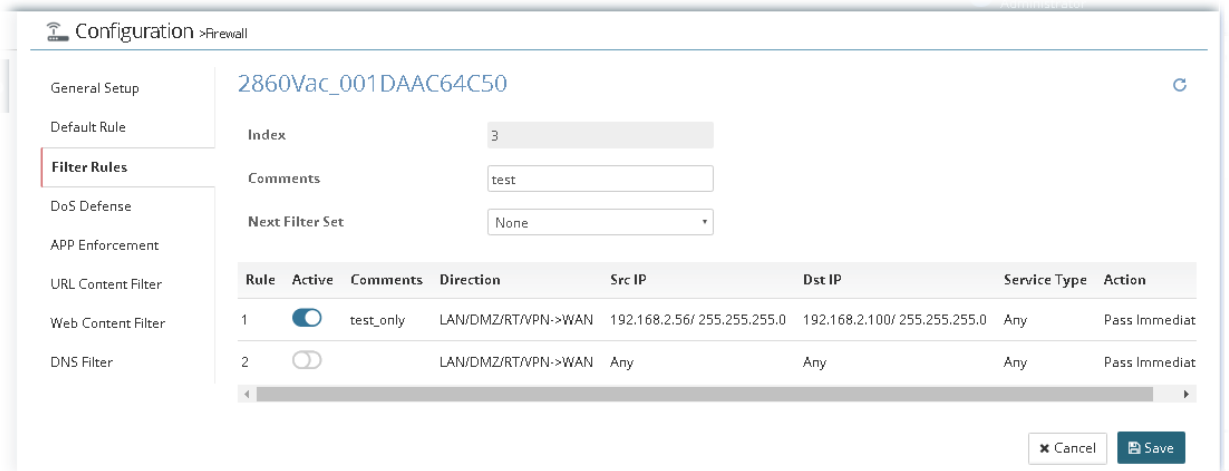 Administrator
Configuration >Firewall
General Setup
Default Rule
Filter Rules
DoS Defense
APP Enforcement
URL Content Filter
Web Content Filter
DNS Filter
2860Vac_001DAAC64C50
Index 3
Comments test
Next Filter Set None
Rule Active Comments Direction Src IP Dst IP Service Type Action
1 test_only LAN/DMZ/RT/VPN->WAN 192.168.2.56/ 255.255.255.0 192.168.2.100/ 255.255.255.0 Any Pass Immediat
2 LAN/DMZ/RT/VPN->WAN Any Any Any Pass Immediat
Cancel Save